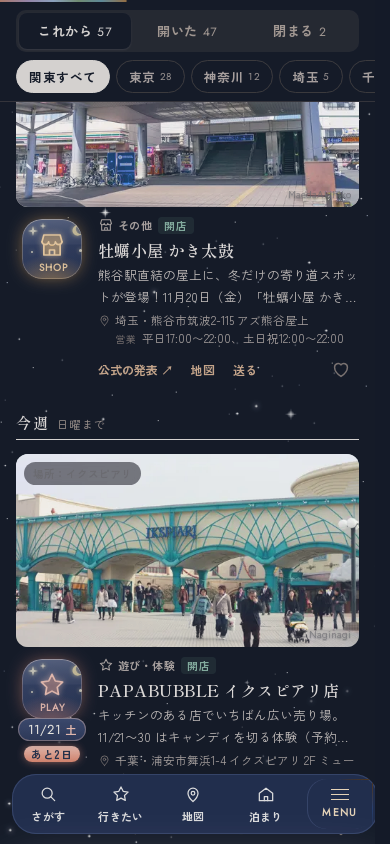 これから 57
開いた 47
閉まる 2
関東すべて
東京 28
神奈川 12
埼玉 5
千
SHOP
その他 開店
牡蠣小屋 かき太鼓
熊谷駅直結の屋上に、冬だけの寄り道スポッ
トが登場！11月20日（金）「牡蠣小屋 かき…
埼玉・熊谷市筑波2-115 アズ熊谷屋上
営業 平日17:00〜22:00、土日祝12:00〜22:00
公式の発表 ↗
地図
送る
今週 日曜まで
場所：イクスピアリ
IKSPIARI
Naginagi
PLAY
11/21 土
あと2日
遊び・体験 開店
PAPABUBBLE イクスピアリ店
キッチンのある店でいちばん広い売り場。
11/21〜30 はキャンディを切る体験（予約…
千葉・浦安市舞浜1-4 イクスピアリ 2F ミュー
さがす
行きたい
地図
泊まり
MENU